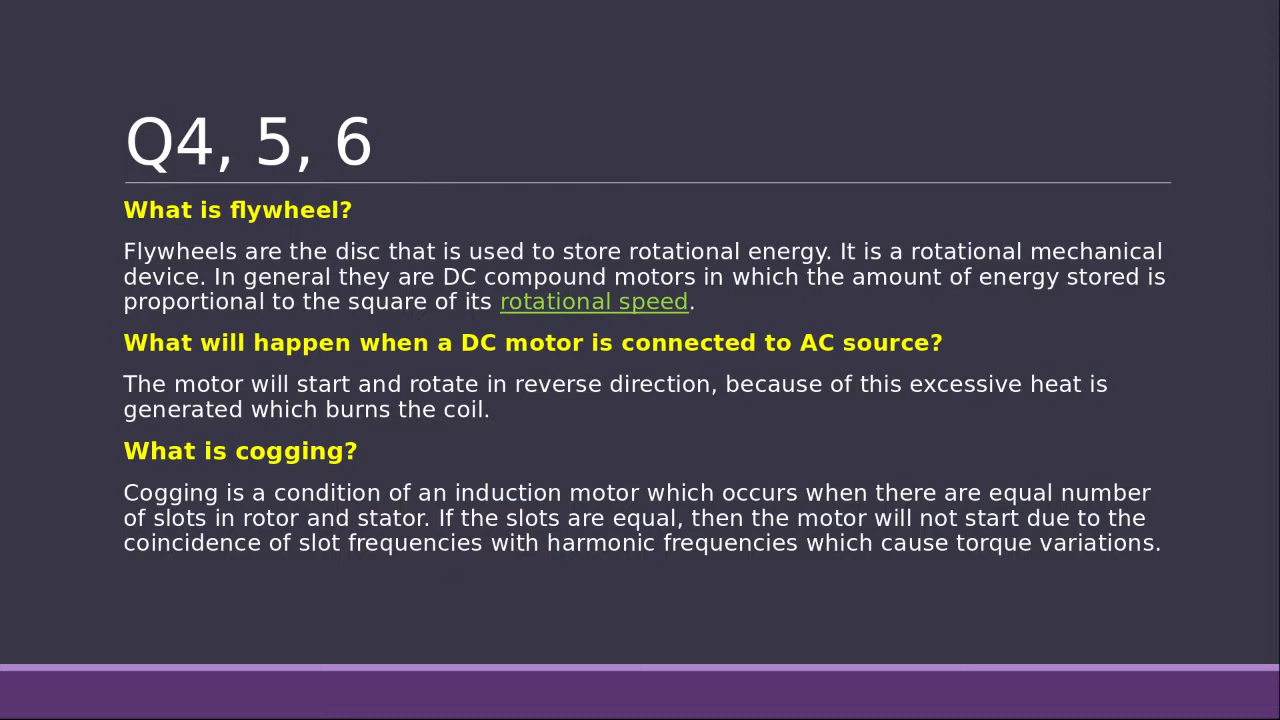 Q4, 5, 6
What is flywheel?
Flywheels are the disc that is used to store rotational energy. It is a rotational mechanical
device. In general they are DC compound motors in which the amount of energy stored is
proportional to the square of its rotational speed.
What will happen when a DC motor is connected to AC source?
The motor will start and rotate in reverse direction, because of this excessive heat is
generated which burns the coil.
What is cogging?
Cogging is a condition of an induction motor which occurs when there are equal number
of slots in rotor and stator. If the slots are equal, then the motor will not start due to the
coincidence of slot frequencies with harmonic frequencies which cause torque variations.